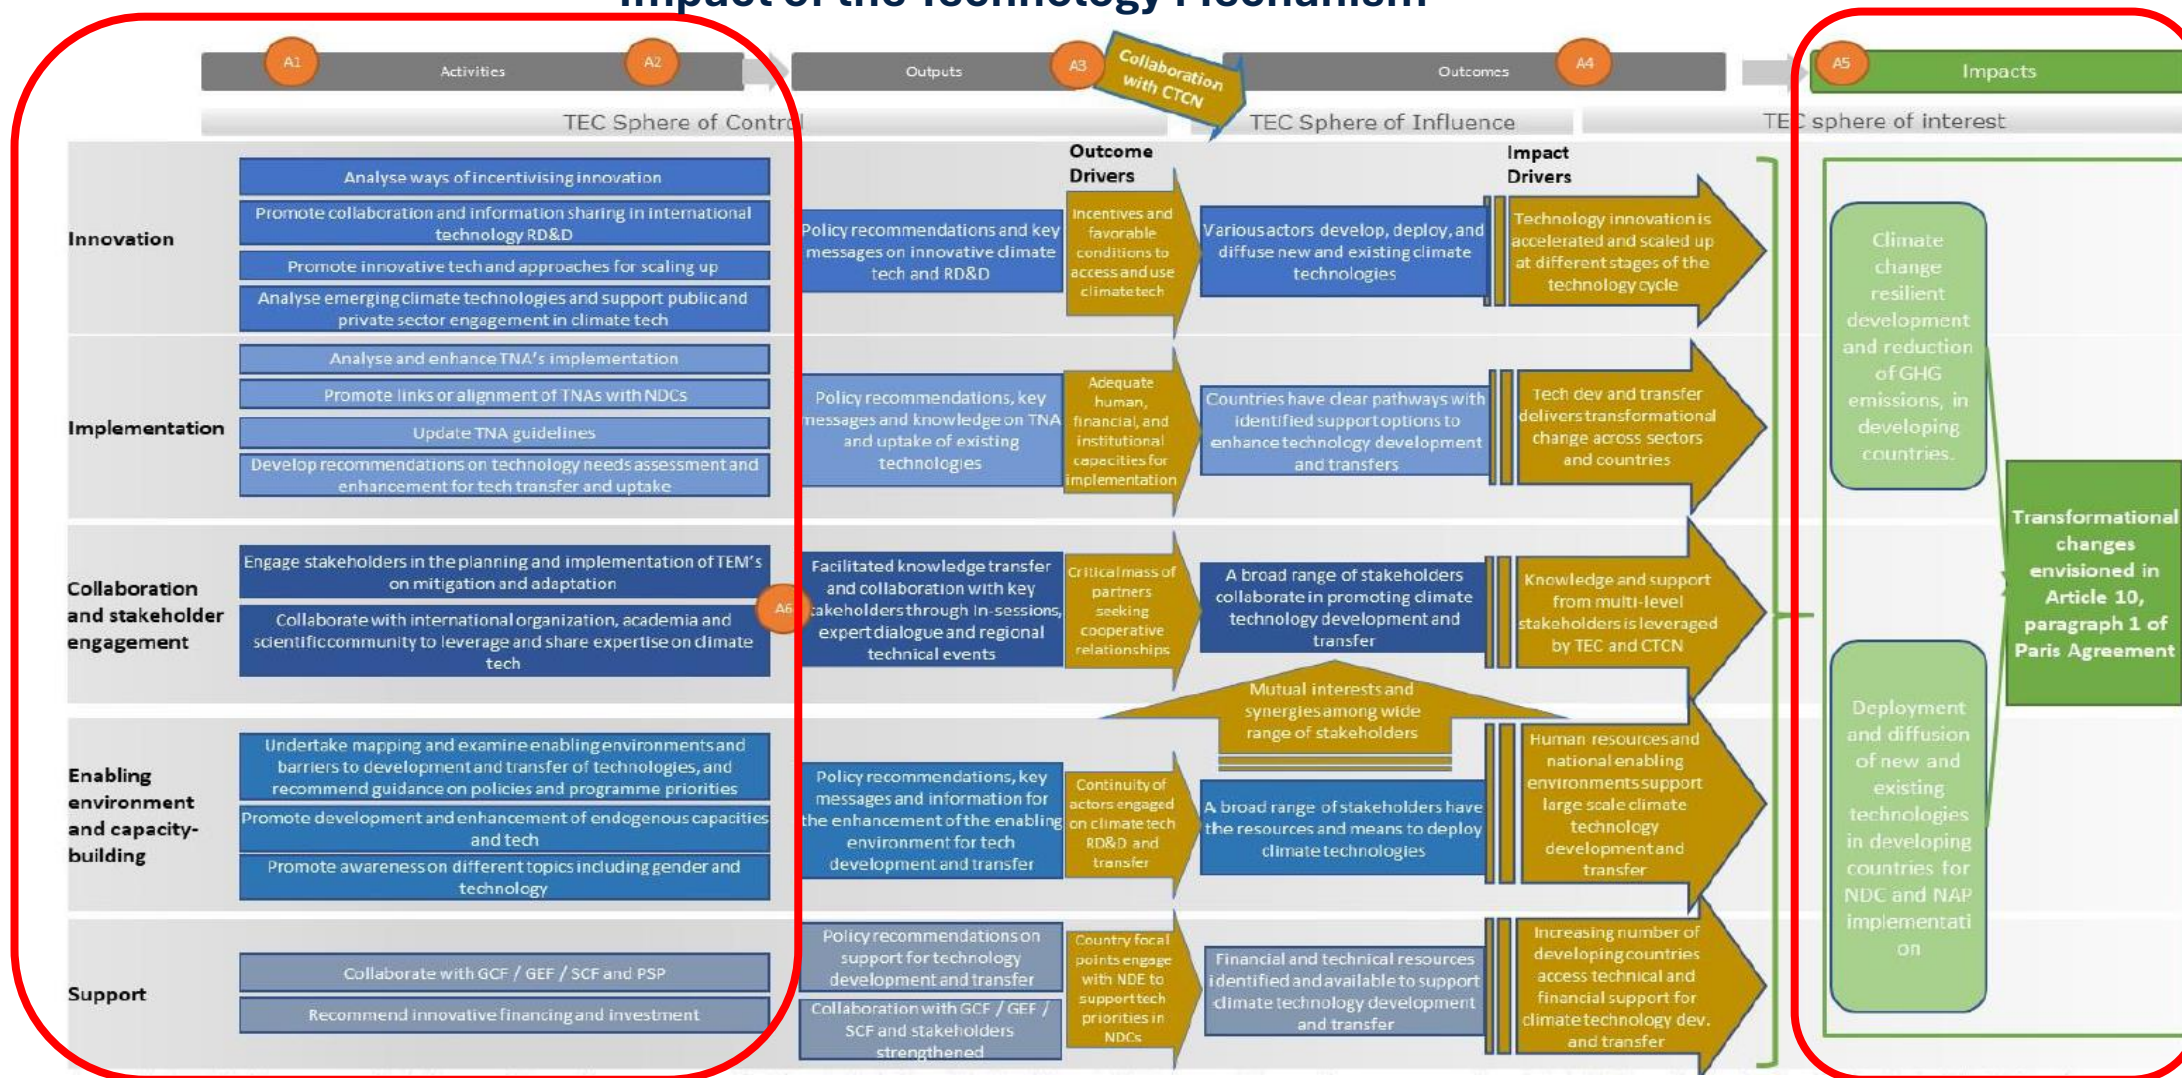 Impact of the Technology Mechanism
A1
Activities
A2
Outputs
A3
Collaboration
with CTCN
Outcomes
A4
A5
Impacts
TEC Sphere of Control
TEC Sphere of Influence
TEC sphere of interest
Outcome
Drivers
Impact
Drivers
Innovation
Analyse ways of incentivising innovation
Promote collaboration and information sharing in international
technology RD&D
Promote innovative tech and approaches for scaling up
Analyse emerging climate technologies and support public and
private sector engagement in climate tech
Policy recommendations and key
messages on innovative climate
tech and RD&D
Incentives and
favorable
conditions to
access and use
climate tech
Various actors develop, deploy, and
diffuse new and existing climate
technologies
Technology innovation is
accelerated and scaled up
at different stages of the
technology cycle
Implementation
Analyse and enhance TNA's implementation
Promote links or alignment of TNAs with NDCs
Update TNA guidelines
Develop recommendations on technology needs assessment and
enhancement for tech transfer and uptake
Policy recommendations, key
messages and knowledge on TNA
and uptake of existing
technologies
Adequate
human,
financial, and
institutional
capacities for
implementation
Countries have clear pathways with
identified support options to
enhance technology development
and transfers
Tech dev and transfer
delivers transformational
change across sectors
and countries
Collaboration
and stakeholder
engagement
Engage stakeholders in the planning and implementation of TEM's
on mitigation and adaptation
Collaborate with international organization, academia and
scientific community to leverage and share expertise on climate
tech
A6
Facilitated knowledge transfer
and collaboration with key
stakeholders through In-sessions,
expert dialogue and regional
technical events
Critical mass of
partners
seeking
cooperative
relationships
A broad range of stakeholders
collaborate in promoting climate
technology development and
transfer
Knowledge and support
from multi-level
stakeholders is leveraged
by TEC and CTCN
Mutual interests and
synergies among wide
range of stakeholders
Enabling
environment
and capacity-
building
Undertake mapping and examine enabling environments and
barriers to development and transfer of technologies, and
recommend guidance on policies and programme priorities
Promote development and enhancement of endogenous capacities
and tech
Promote awareness on different topics including gender and
technology
Policy recommendations, key
messages and information for
the enhancement of the enabling
environment for tech
development and transfer
Continuity of
actors engaged
on climate tech
RD&D and
transfer
A broad range of stakeholders have
the resources and means to deploy
climate technologies
Human resources and
national enabling
environments support
large scale climate
technology
development and
transfer
Support
Collaborate with GCF / GEF / SCF and PSP
Recommend innovative financing and investment
Policy recommendations on
support for technology
development and transfer
Collaboration with GCF / GEF /
SCF and stakeholders
strengthened
Country focal
points engage
with NDE to
support tech
priorities in
NDCs
Financial and technical resources
identified and available to support
climate technology development
and transfer
Increasing number of
developing countries
access technical and
financial support for
climate technology dev.
and transfer
Climate
change
resilient
development
and reduction
of GHG
emissions, in
developing
countries.
Deployment
and diffusion
of new and
existing
technologies
in developing
countries for
NDC and NAP
implementati
on
Transformational
changes
envisioned in
Article 10,
paragraph 1 of
Paris Agreement